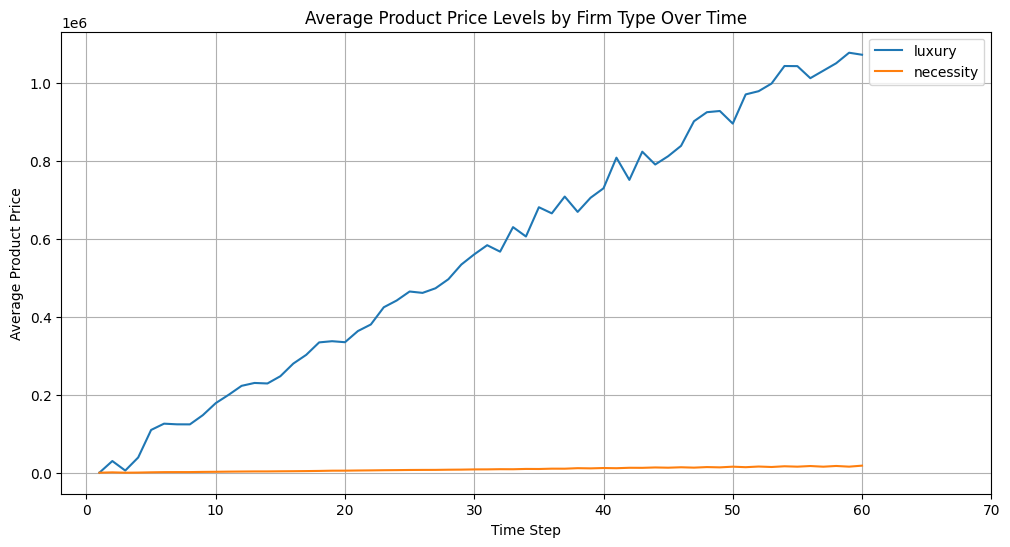 Average Product Price Levels by Firm Type Over Time
1e6
luxury
necessity
1.0
0.8
0.6
0.4
0.2
0.0
Average Product Price
0 10 20 30 40 50 60 70
Time Step